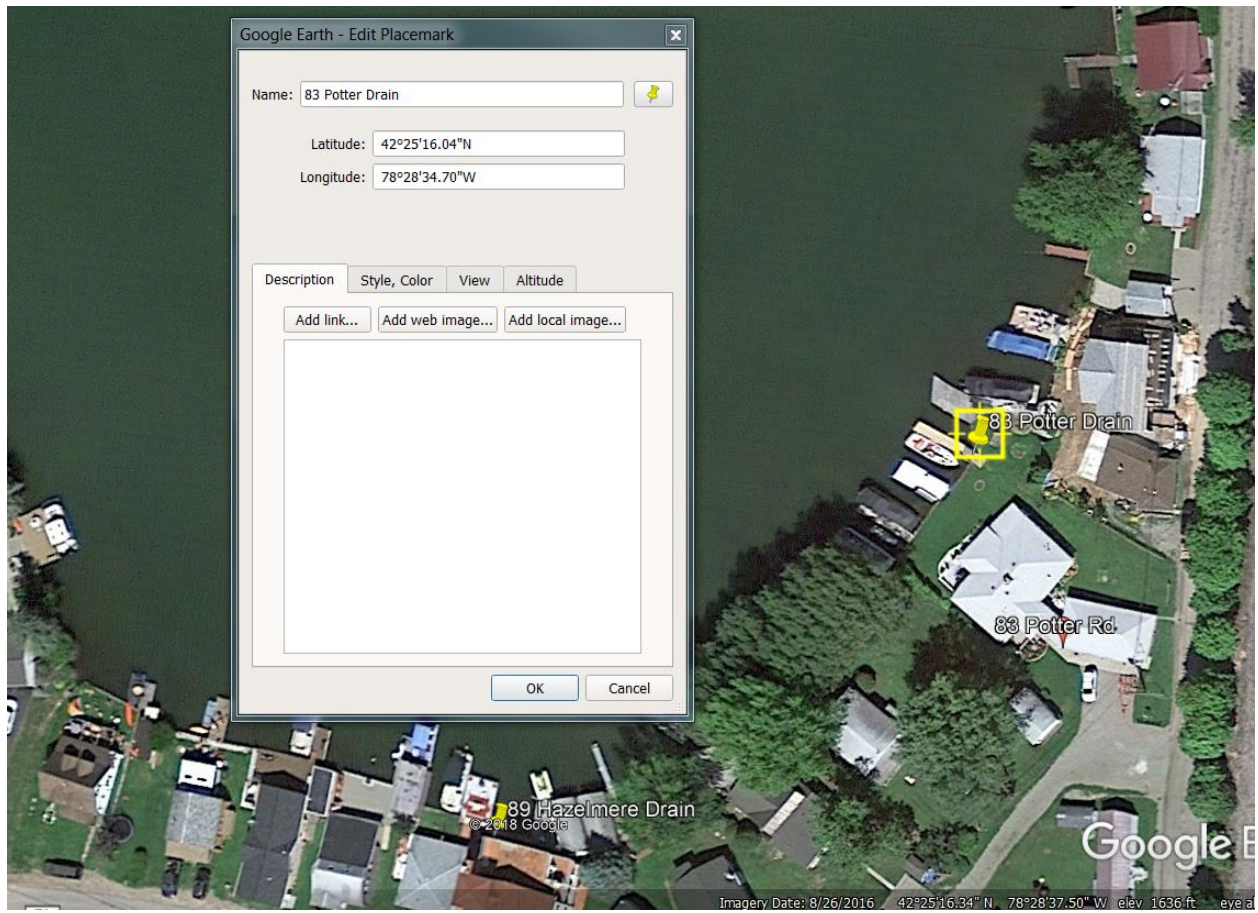 Google Earth - Edit Placemark
Name: 83 Potter Drain
Latitude: 42°25'16.04"N
Longitude: 78°28'34.70"W
Description Style, Color View Altitude
Add link... Add web image... Add local image...
OK Cancel
83 Potter Drain
83 Potter Rd
89 Hazelmere Drain
© 2018 Google
Google E
Imagery Date: 8/26/2016 42°25'16.34" N 78°28'37.50" W elev 1636 ft eye a